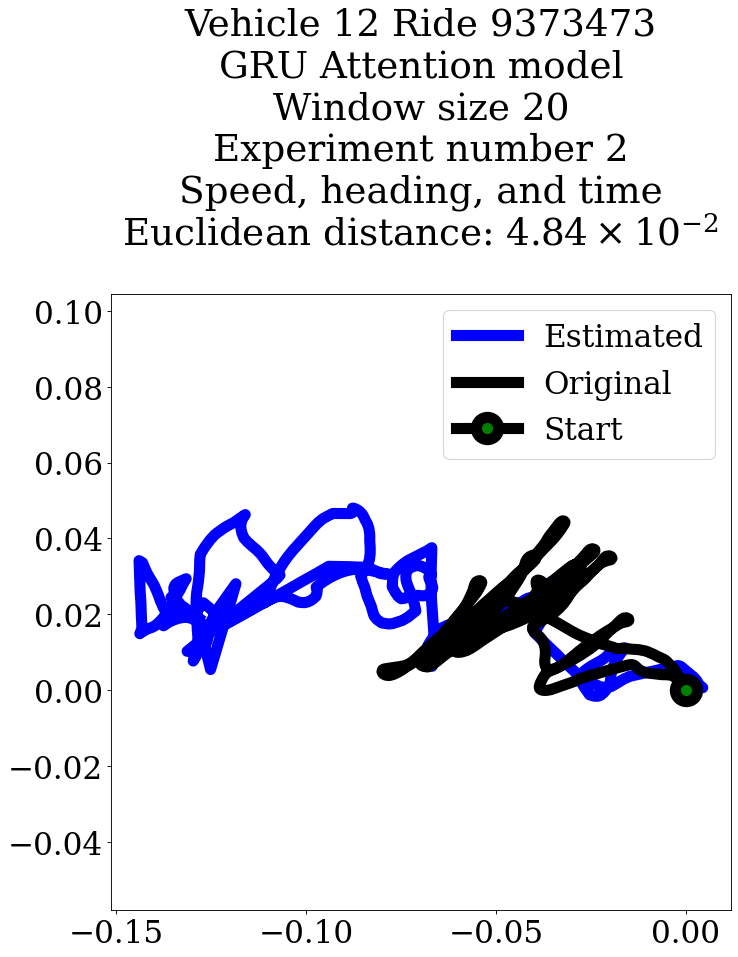 Vehicle 12 Ride 9373473
GRU Attention model
Window size 20
Experiment number 2
Speed, heading, and time
Euclidean distance: 4.84 × 10⁻²
Estimated
Original
Start
0.10
0.08
0.06
0.04
0.02
0.00
−0.02
−0.04
−0.15
−0.10
−0.05
0.00